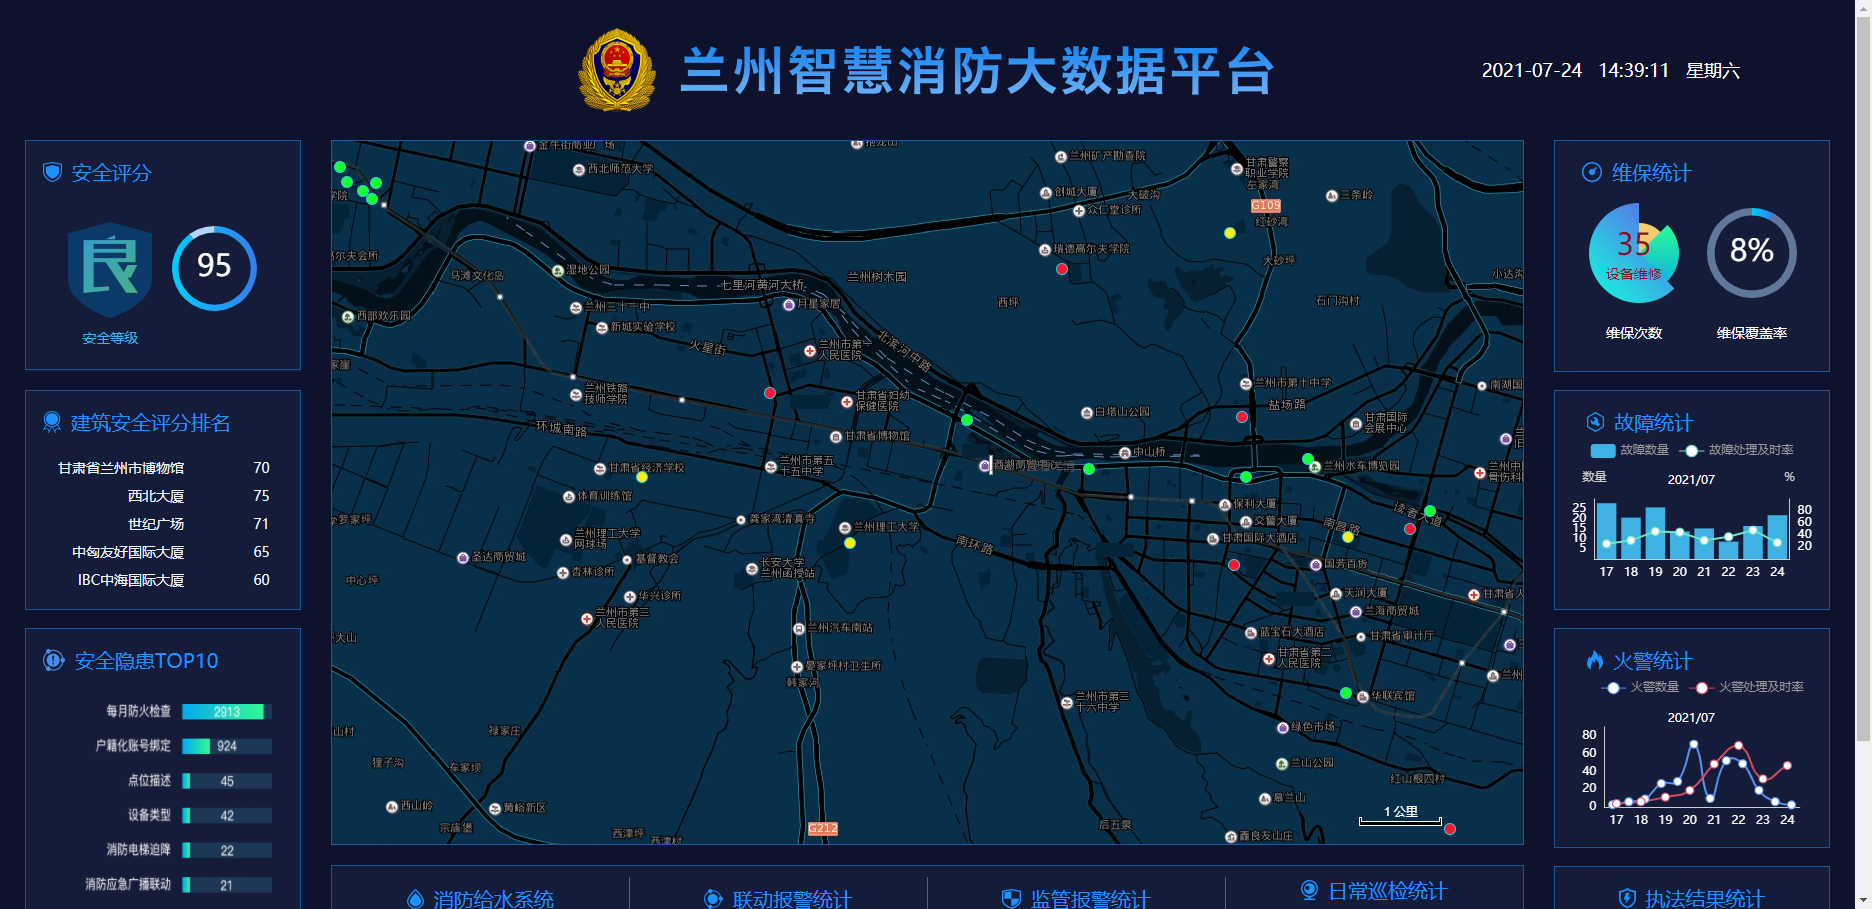 兰州智慧消防大数据平台
2021-07-24 14:39:11 星期六
安全评分
良
95
安全等级
建筑安全评分排名
甘肃省兰州市博物馆 70
西北大厦 75
世纪广场 71
中匈友好国际大厦 65
IBC中海国际大厦 60
安全隐患TOP10
每月防火检查 2913
户籍化账号绑定 924
点位描述 45
设备类型 42
消防电梯迫降 22
消防应急广播联动 21
金牛街商业广场
西北师范大学
兰州矿产勘查院
甘肃警察
职业学院
左家湾
创城大厦
大破沟
三条岭
众仁堂诊所
G109
红砂湾
瑞德高尔夫学院
大砂坪
马滩文化岛
湿地公园
七里河黄河大桥
兰州树木园
小达沟
西部欢乐园
兰州三十一中
月星家居
西坪
石门沟村
新城实验学校
火星街
兰州市第一
人民医院
北滨河中路
兰州铁路
技师学院
甘肃省妇幼
保健医院
兰州市第十中学
盐场路
白塔山公园
甘肃国际
会展中心
环城南路
甘肃省博物馆
中山桥
甘肃省经济学校
兰州市第五
十五中学
兰州水车博览园
体育训练馆
保利大厦
读者大道
龚家湾清真寺
兰州理工大学
交警大厦
南昌路
兰州理工大学
网球场
甘肃国际大酒店
南环路
圣达商贸城
基督教会
长安大学
兰州函授站
国芳百货
杏林诊所
中心坪
天润大厦
华兴诊所
兰海商贸城
兰州市第三
人民医院
兰州汽车南站
蓝宝石大酒店
甘肃省审计厅
晏家坪村卫生所
韩家河
甘肃省第二
人民医院
兰州市第三
十六中学
华联宾馆
禄家庄
绿色市场
狸子沟
车家坝
兰山公园
红山根四村
西山岭
黄峪新区
皋兰山
1 公里
宗庙堡
西津坪
西津村
G212
后五泉
鑫良友山庄
维保统计
35
设备维修
8%
维保次数
维保覆盖率
故障统计
故障数量 故障处理及时率
数量 2021/07 %
25
20
15
10
5
80
60
40
20
17 18 19 20 21 22 23 24
火警统计
火警数量 火警处理及时率
2021/07
80
60
40
20
0
17 18 19 20 21 22 23 24
消防给水系统
联动报警统计
监管报警统计
日常巡检统计
执法结果统计